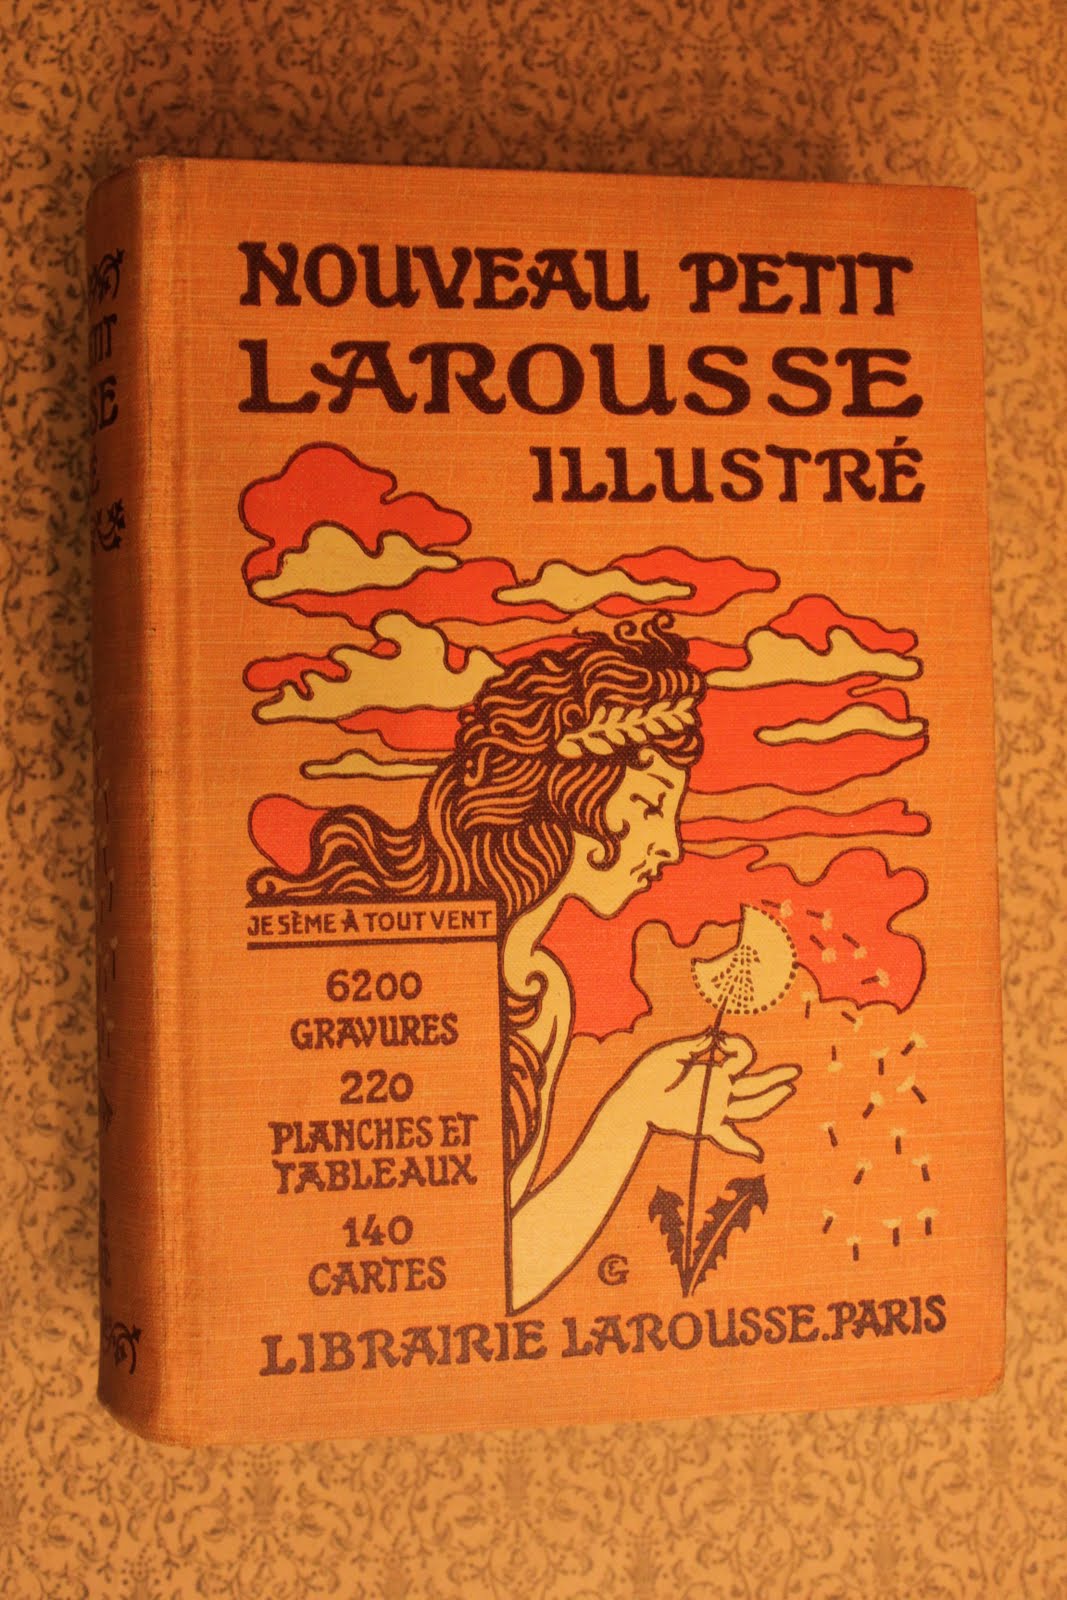 NOUVEAU PETIT
LAROUSSE
ILLUSTRÉ
JE SÈME À TOUT VENT
6200
GRAVURES
220
PLANCHES ET
TABLEAUX
140
CARTES
LIBRAIRIE LAROUSSE.PARIS